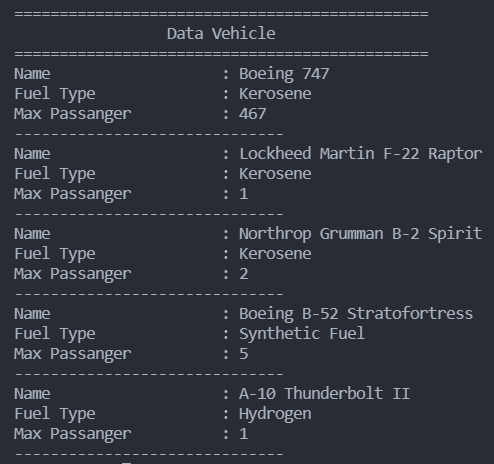 ==============================================
Data Vehicle
==============================================
Name : Boeing 747
Fuel Type : Kerosene
Max Passanger : 467
------------------------------
Name : Lockheed Martin F-22 Raptor
Fuel Type : Kerosene
Max Passanger : 1
------------------------------
Name : Northrop Grumman B-2 Spirit
Fuel Type : Kerosene
Max Passanger : 2
------------------------------
Name : Boeing B-52 Stratofortress
Fuel Type : Synthetic Fuel
Max Passanger : 5
------------------------------
Name : A-10 Thunderbolt II
Fuel Type : Hydrogen
Max Passanger : 1
------------------------------